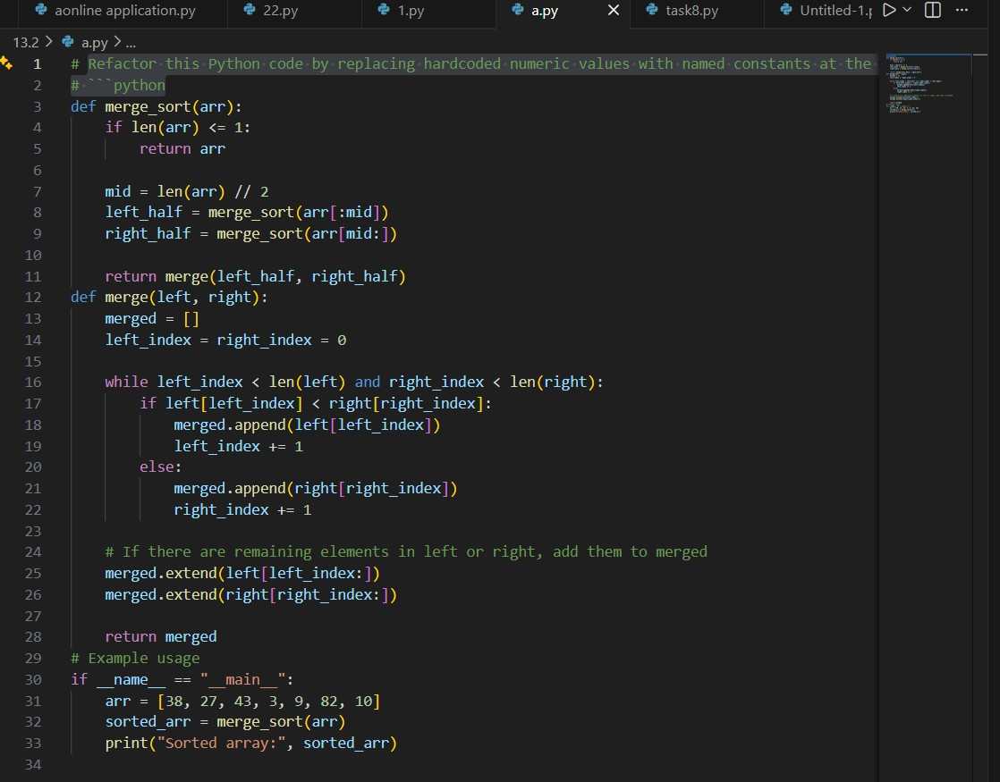 aonline application.py 22.py 1.py a.py task8.py Untitled-1.p
13.2 > a.py > ...
1 # Refactor this Python code by replacing hardcoded numeric values with named constants at the
2 # ```python
3 def merge_sort(arr):
4     if len(arr) <= 1:
5         return arr
6
7     mid = len(arr) // 2
8     left_half = merge_sort(arr[:mid])
9     right_half = merge_sort(arr[mid:])
10
11     return merge(left_half, right_half)
12 def merge(left, right):
13     merged = []
14     left_index = right_index = 0
15
16     while left_index < len(left) and right_index < len(right):
17         if left[left_index] < right[right_index]:
18             merged.append(left[left_index])
19             left_index += 1
20         else:
21             merged.append(right[right_index])
22             right_index += 1
23
24     # If there are remaining elements in left or right, add them to merged
25     merged.extend(left[left_index:])
26     merged.extend(right[right_index:])
27
28     return merged
29 # Example usage
30 if __name__ == "__main__":
31     arr = [38, 27, 43, 3, 9, 82, 10]
32     sorted_arr = merge_sort(arr)
33     print("Sorted array:", sorted_arr)
34